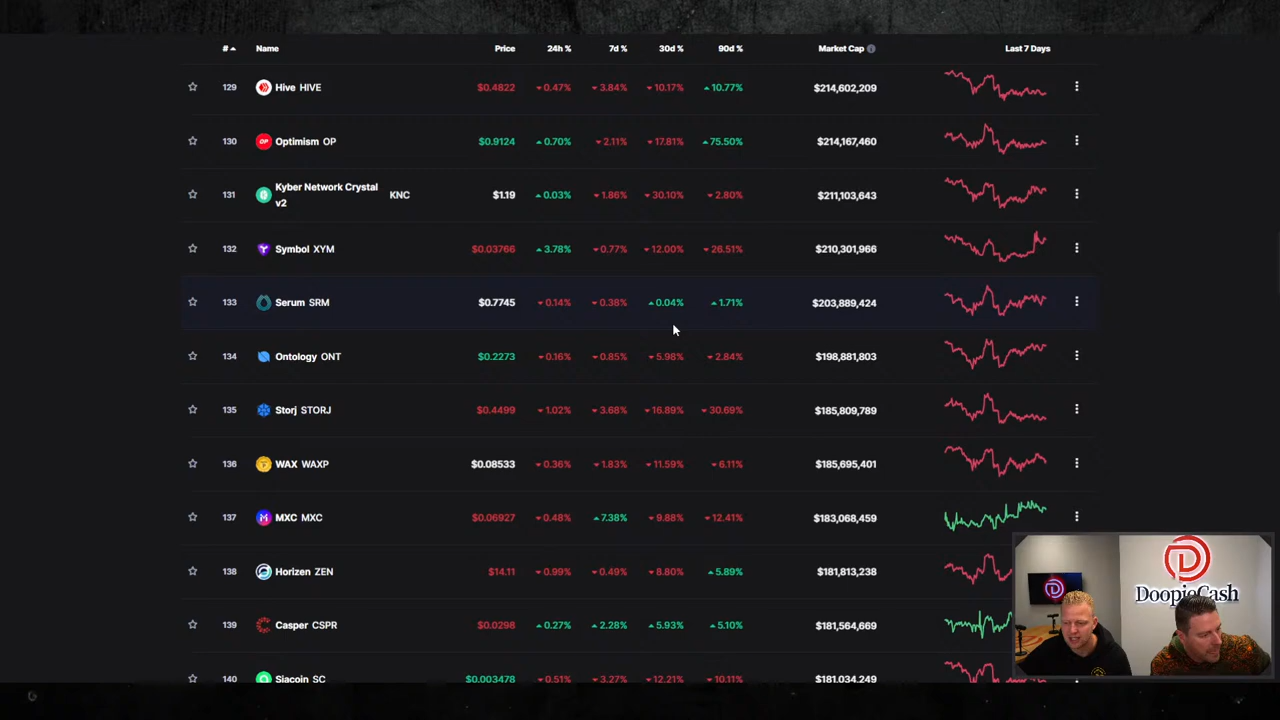 # Name Price 24h % 7d % 30d % 90d % Market Cap Last 7 Days
129 Hive HIVE $0.4822 0.47% 3.84% 10.17% 10.77% $214,602,209
130 OP Optimism OP $0.9124 0.70% 2.11% 17.81% 75.50% $214,167,460
131 Kyber Network Crystal v2 KNC $1.19 0.03% 1.86% 30.10% 2.80% $211,103,643
132 Symbol XYM $0.03766 3.78% 0.77% 12.00% 26.51% $210,301,966
133 Serum SRM $0.7745 0.14% 0.38% 0.04% 1.71% $203,889,424
134 Ontology ONT $0.2273 0.16% 0.85% 5.98% 2.84% $198,881,803
135 Storj STORJ $0.4499 1.02% 3.68% 16.89% 30.69% $185,809,789
136 WAX WAXP $0.08533 0.36% 1.83% 11.59% 6.11% $185,695,401
137 MXC MXC $0.06927 0.48% 7.38% 9.88% 12.41% $183,068,459
138 Horizen ZEN $14.11 0.99% 0.49% 8.80% 5.89% $181,813,238
139 Casper CSPR $0.0298 0.27% 2.28% 5.93% 5.10% $181,564,669
140 Siacoin SC $0.003478 0.51% 3.27% 12.21% 10.11% $181,034,249
DoopieCash